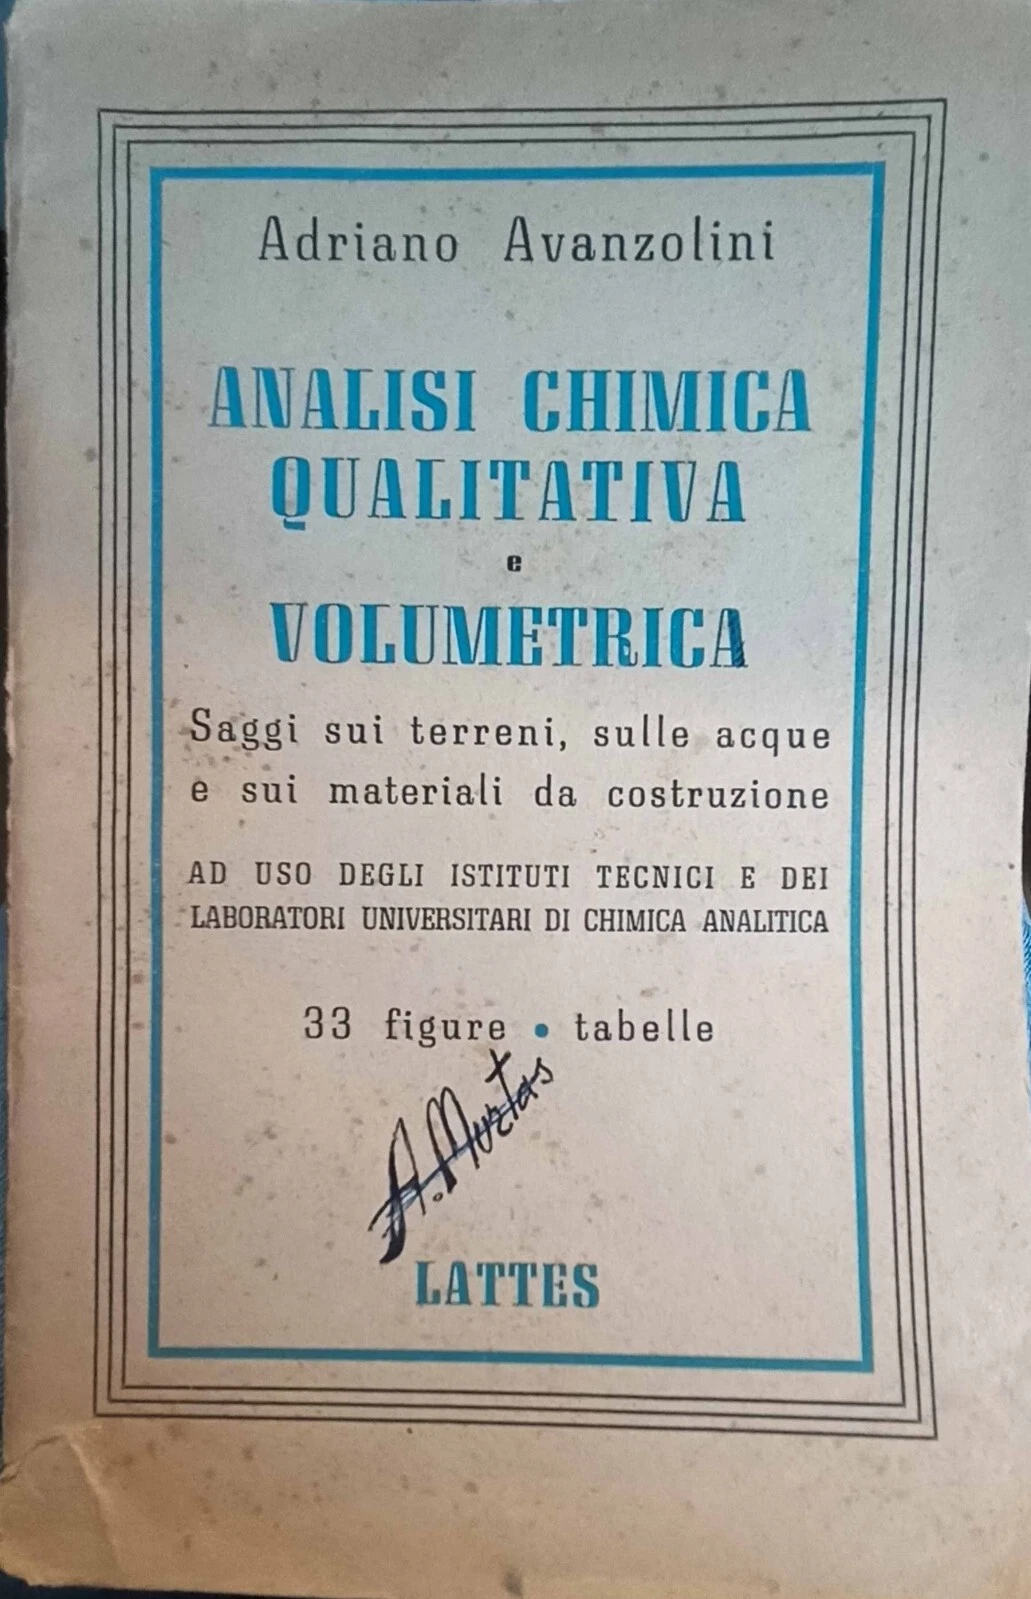 Adriano Avanzolini
ANALISI CHIMICA
QUALITATIVA
e
VOLUMETRICA
Saggi sui terreni, sulle acque
e sui materiali da costruzione
AD USO DEGLI ISTITUTI TECNICI E DEI
LABORATORI UNIVERSITARI DI CHIMICA ANALITICA
33 figure • tabelle
A. Murtas
LATTES